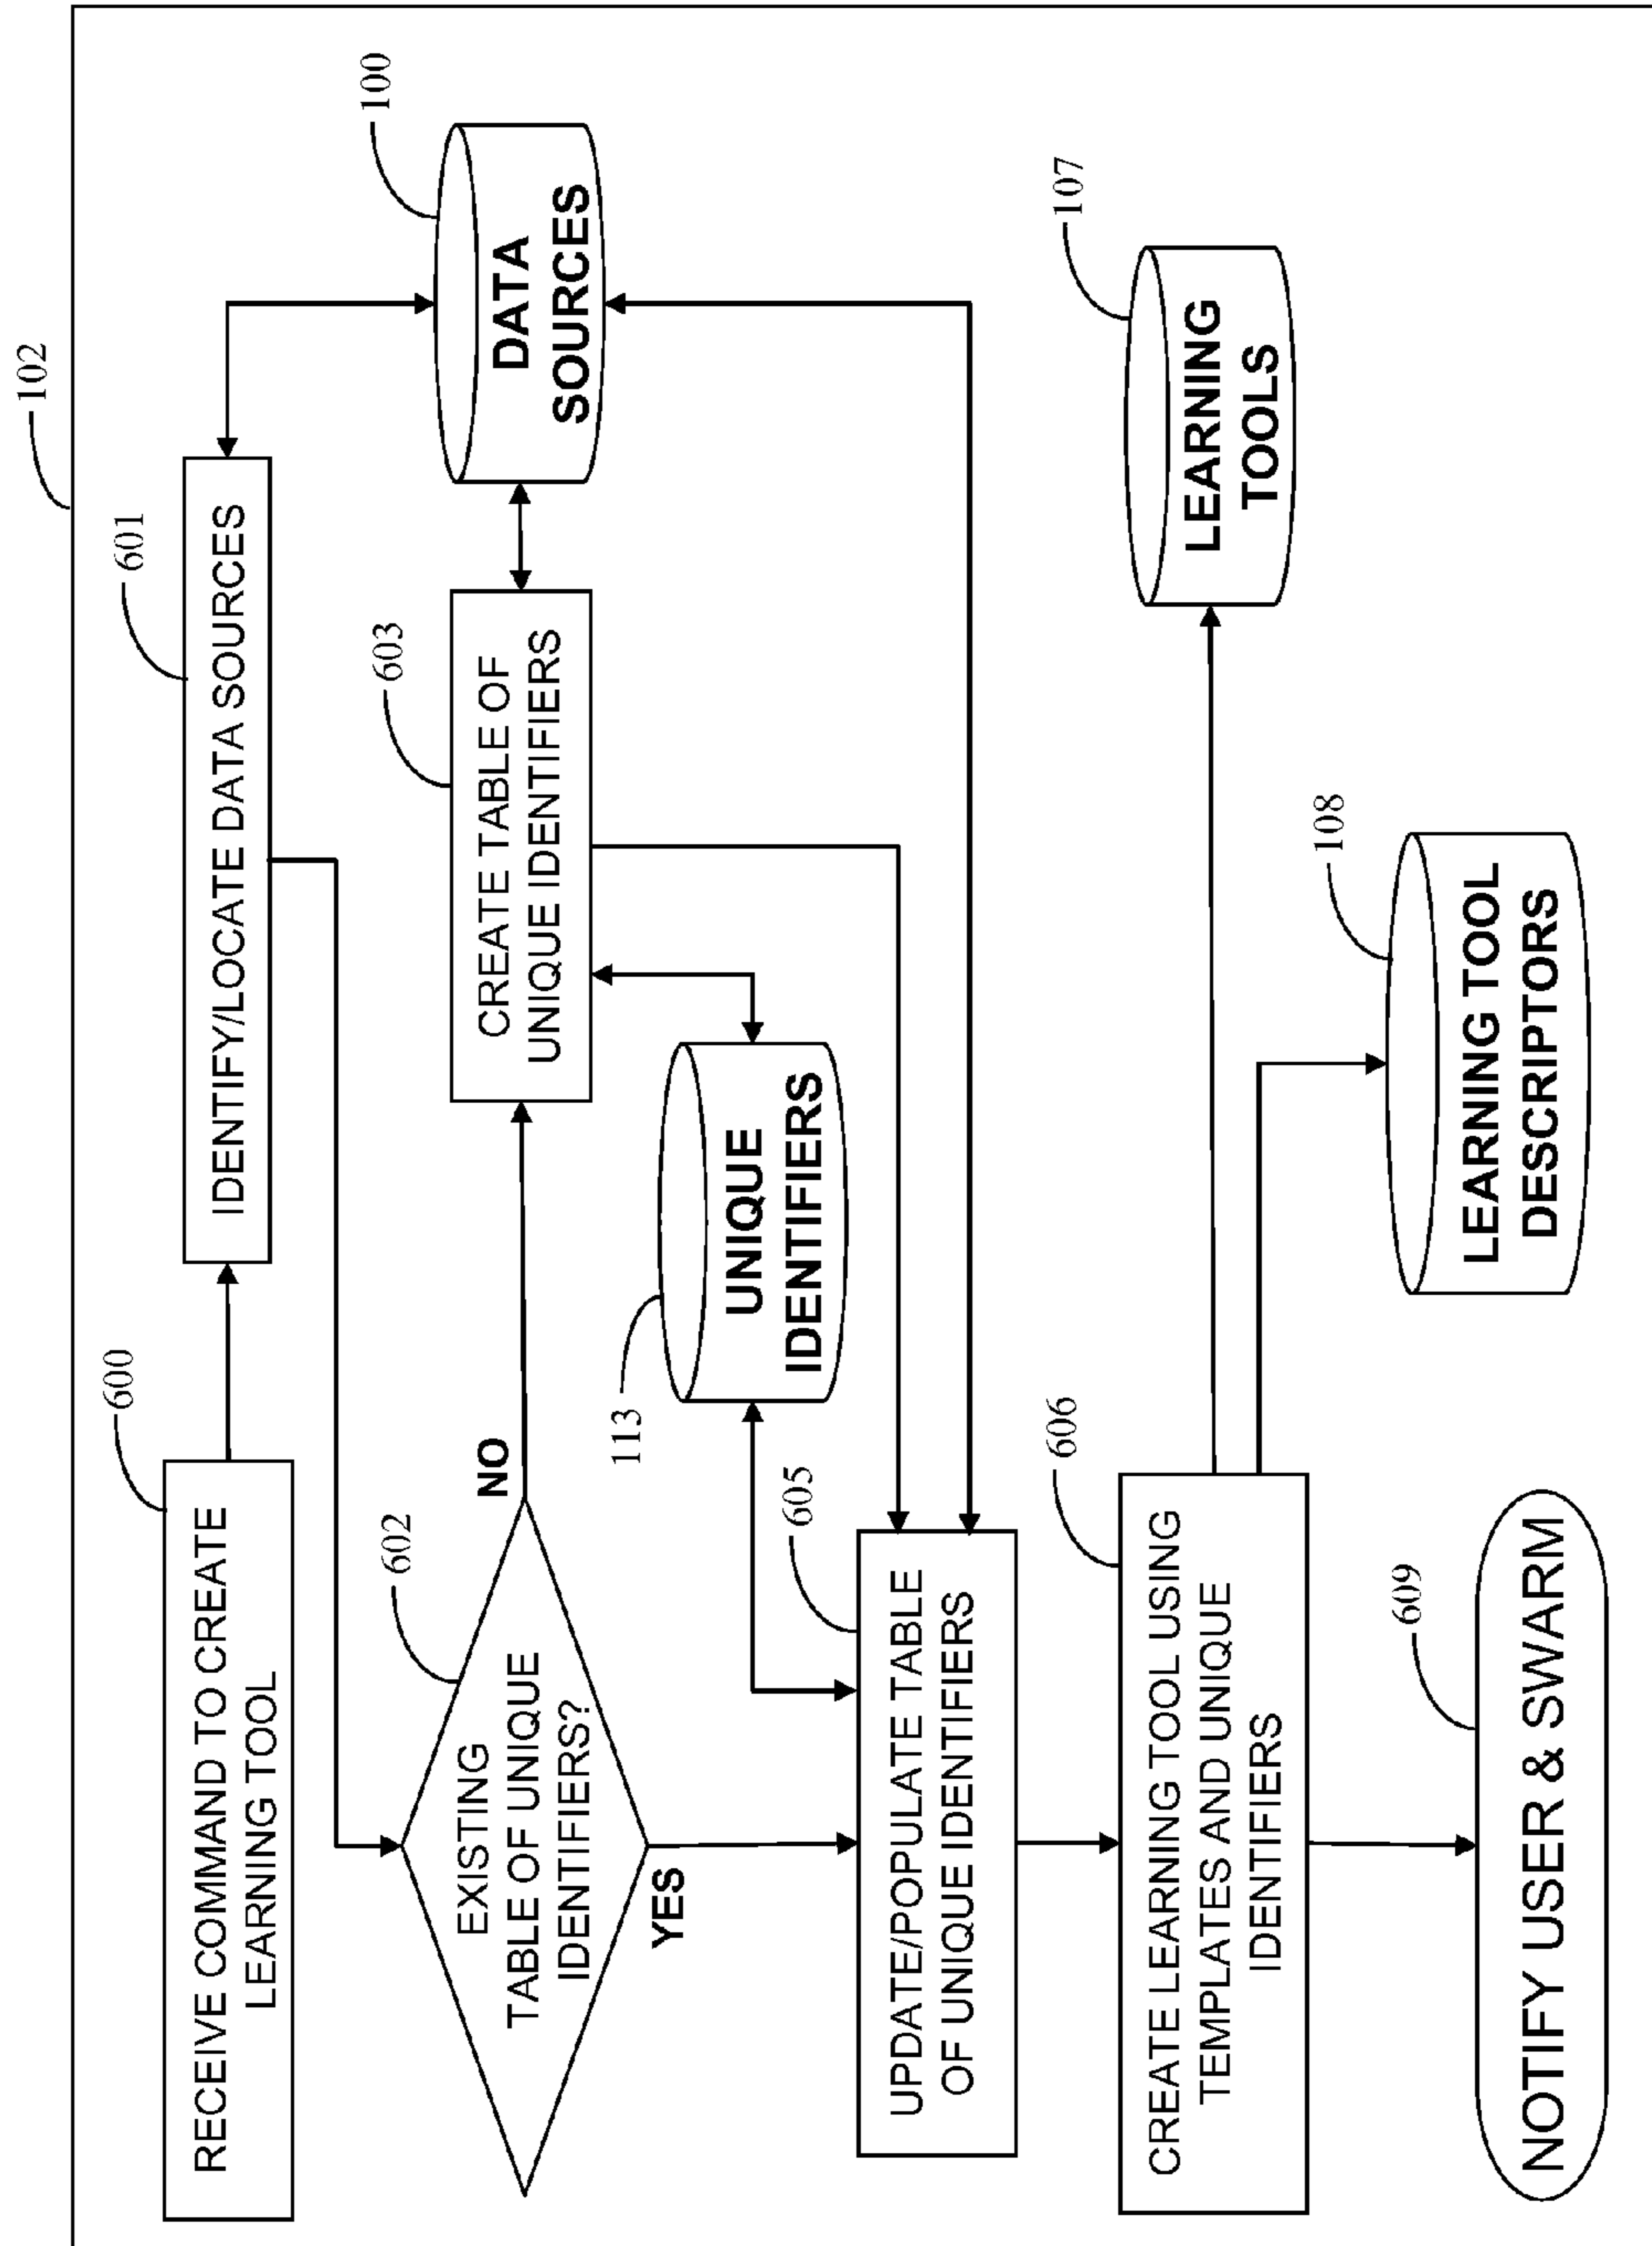 102
600
RECEIVE COMMAND TO CREATE
LEARNING TOOL
601
IDENTIFY/LOCATE DATA SOURCES
100
DATA
SOURCES
602
EXISTING
TABLE OF UNIQUE
IDENTIFIERS?
NO
YES
603
CREATE TABLE OF
UNIQUE IDENTIFIERS
113
UNIQUE
IDENTIFIERS
605
UPDATE/POPULATE TABLE
OF UNIQUE IDENTIFIERS
606
CREATE LEARNING TOOL USING
TEMPLATES AND UNIQUE
IDENTIFIERS
107
LEARNING
TOOLS
108
LEARNING TOOL
DESCRIPTORS
609
NOTIFY USER & SWARM